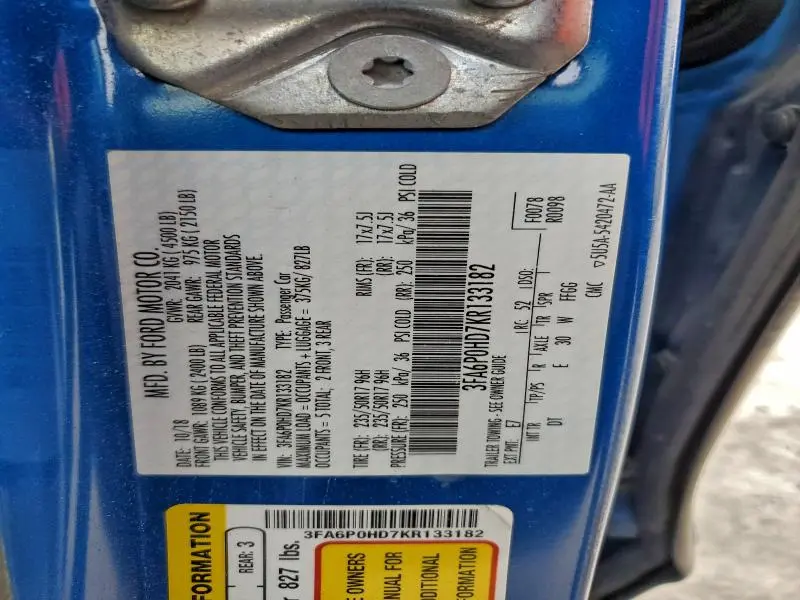 MFD. BY FORD MOTOR CO.
DATE: 10/18 GVWR: 2041 KG ( 4500 LB)
FRONT GAWR: 1089 KG ( 2400 LB) REAR GAWR: 975 KG ( 2150 LB)
THIS VEHICLE CONFORMS TO ALL APPLICABLE FEDERAL MOTOR
VEHICLE SAFETY, BUMPER, AND THEFT PREVENTION STANDARDS
IN EFFECT ON THE DATE OF MANUFACTURE SHOWN ABOVE.
VIN: 3FA6P0HD7KR133182 TYPE: Passenger Car
MAXIMUM LOAD = OCCUPANTS + LUGGAGE = 375KG/ 827LB
OCCUPANTS = 5 TOTAL: 2 FRONT, 3 REAR
TIRE (FR): 235/50R17 96H RIMS (FR): 17x7.5J
(RR): 235/50R17 96H (RR): 17x7.5J
PRESSURE (FR): 250 kPa/ 36 PSI COLD (RR): 250 kPa/ 36 PSI COLD
3FA6P0HD7KR133182
TRAILER TOWING - SEE OWNER GUIDE
EXT PNT: E7 RC: 52 DSO: F0078
R0098
INT TR TP/PS R AXLE TR SPR
DT E 30 W FFGG
CMC ▽5U5A-5420472-AA
3FA6P0HD7KR133182
FORMATION
REAR: 3
827 lbs.
E OWNERS
ANUAL FOR
DDITIONAL
FORMATION